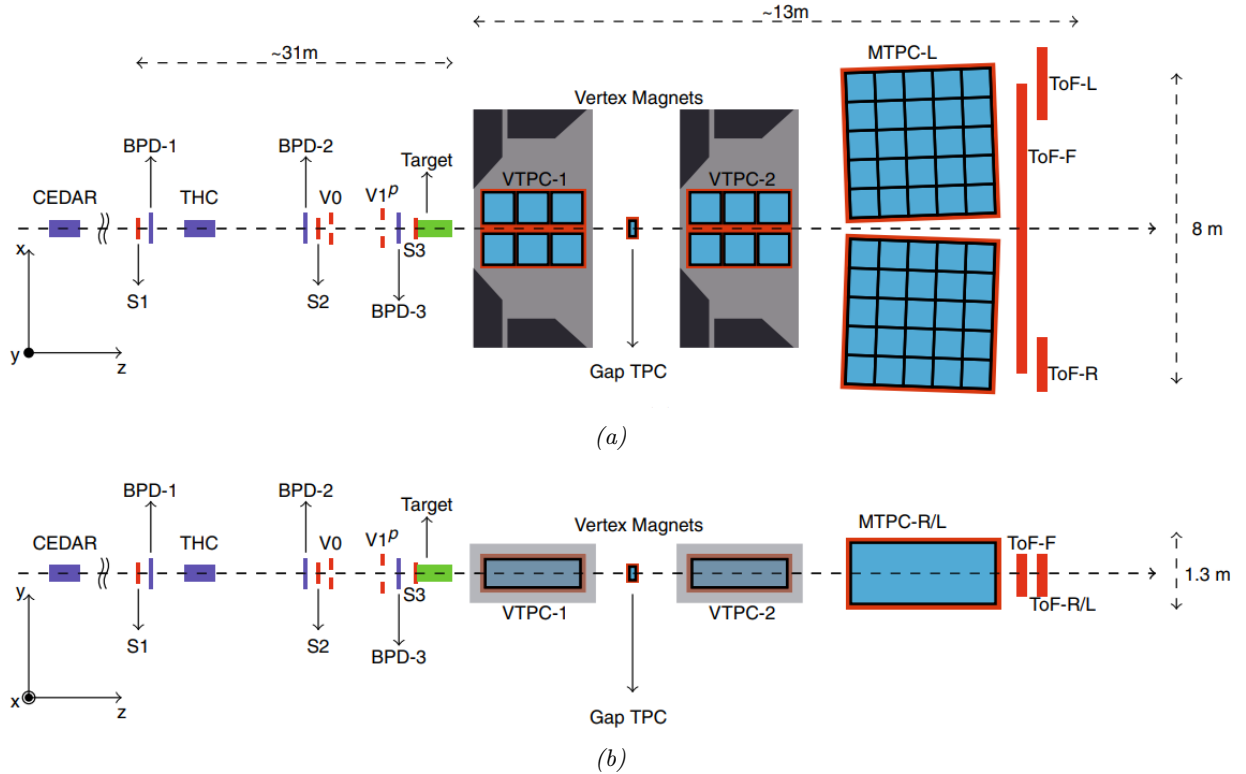 ~13m
~31m
MTPC-L
ToF-L
Vertex Magnets
BPD-1
BPD-2
Target
ToF-F
CEDAR
THC
V0
V1p
VTPC-1
VTPC-2
x
S3
8 m
S1
S2
BPD-3
y
z
Gap TPC
ToF-R
(a)
BPD-1
BPD-2
Target
Vertex Magnets
MTPC-R/L
CEDAR
THC
V0
V1p
ToF-F
y
S3
1.3 m
VTPC-1
VTPC-2
ToF-R/L
S1
S2
BPD-3
x
z
Gap TPC
(b)